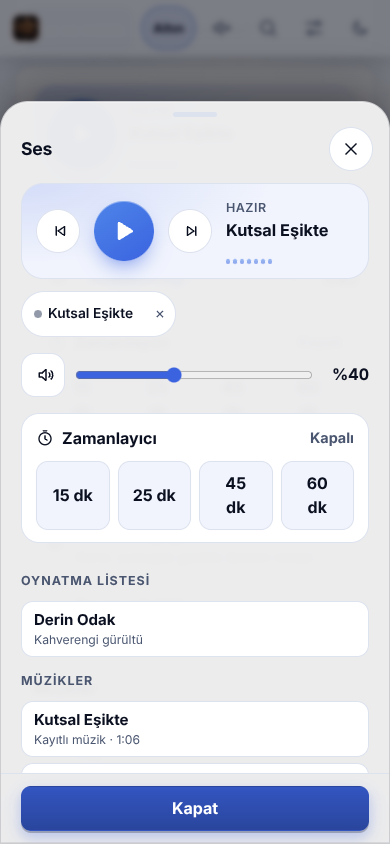 Ses
HAZIR
Kutsal Eşikte
Kutsal Eşikte ×
%40
Zamanlayıcı
Kapalı
15 dk
25 dk
45
dk
60
dk
OYNATMA LİSTESİ
Derin Odak
Kahverengi gürültü
MÜZİKLER
Kutsal Eşikte
Kayıtlı müzik · 1:06
Kapat